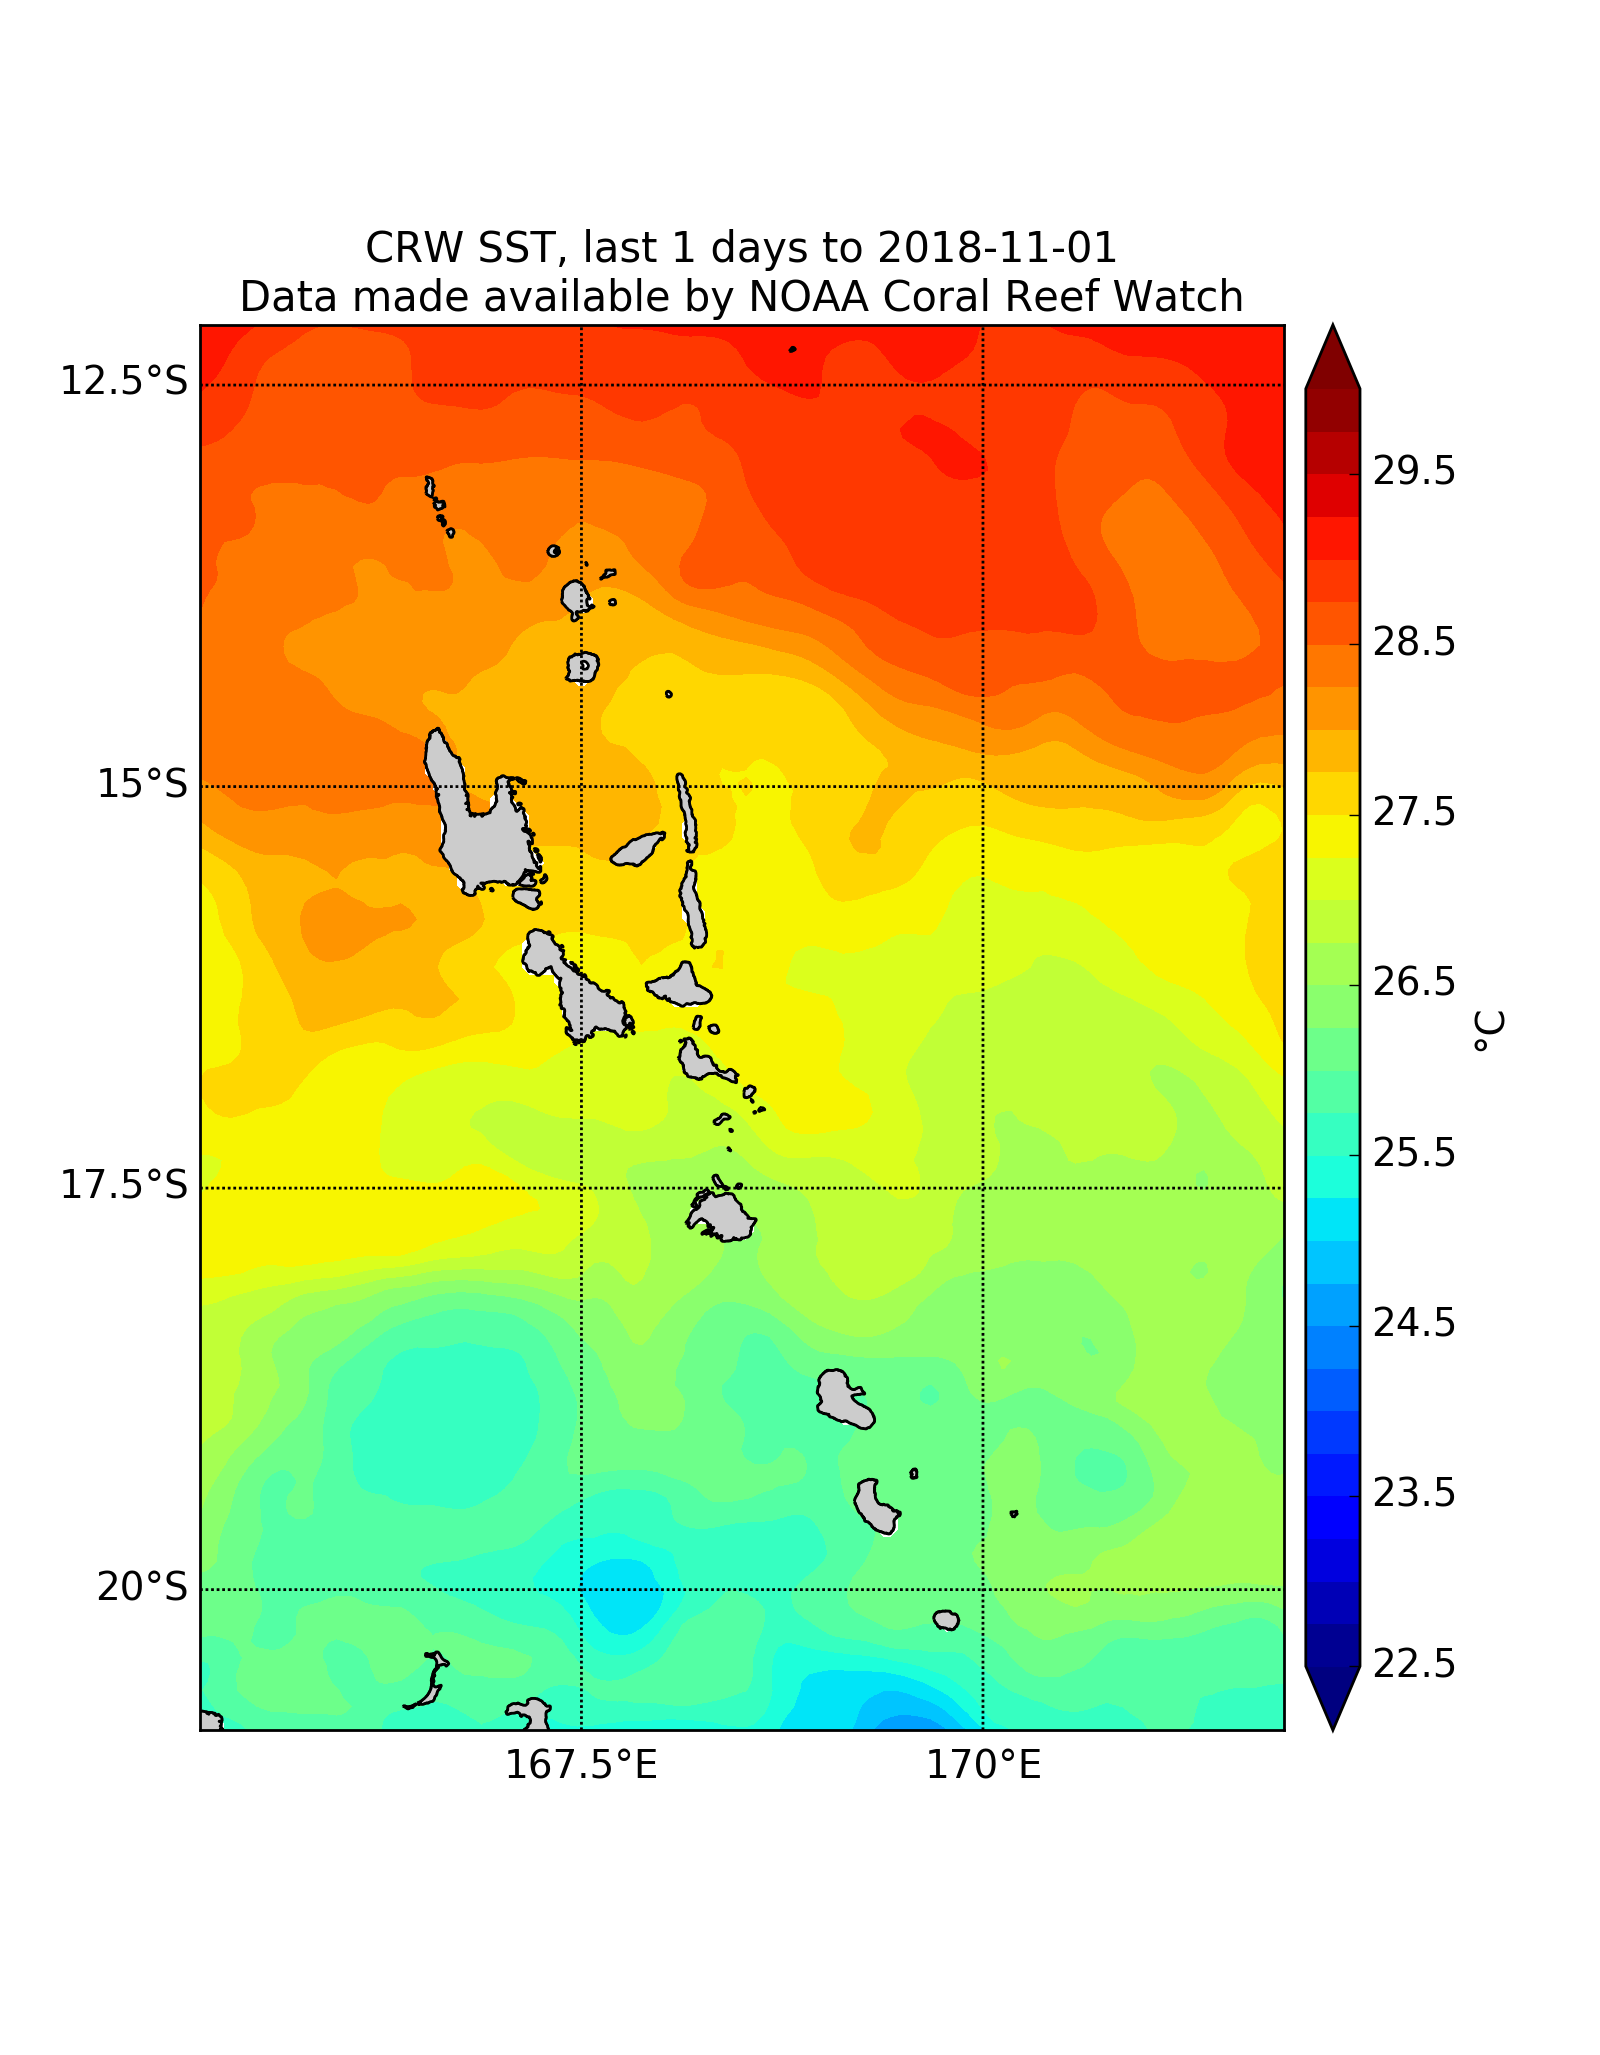 CRW SST, last 1 days to 2018-11-01
Data made available by NOAA Coral Reef Watch
12.5°S
15°S
17.5°S
20°S
167.5°E
170°E
29.5
28.5
27.5
26.5
25.5
24.5
23.5
22.5
°C